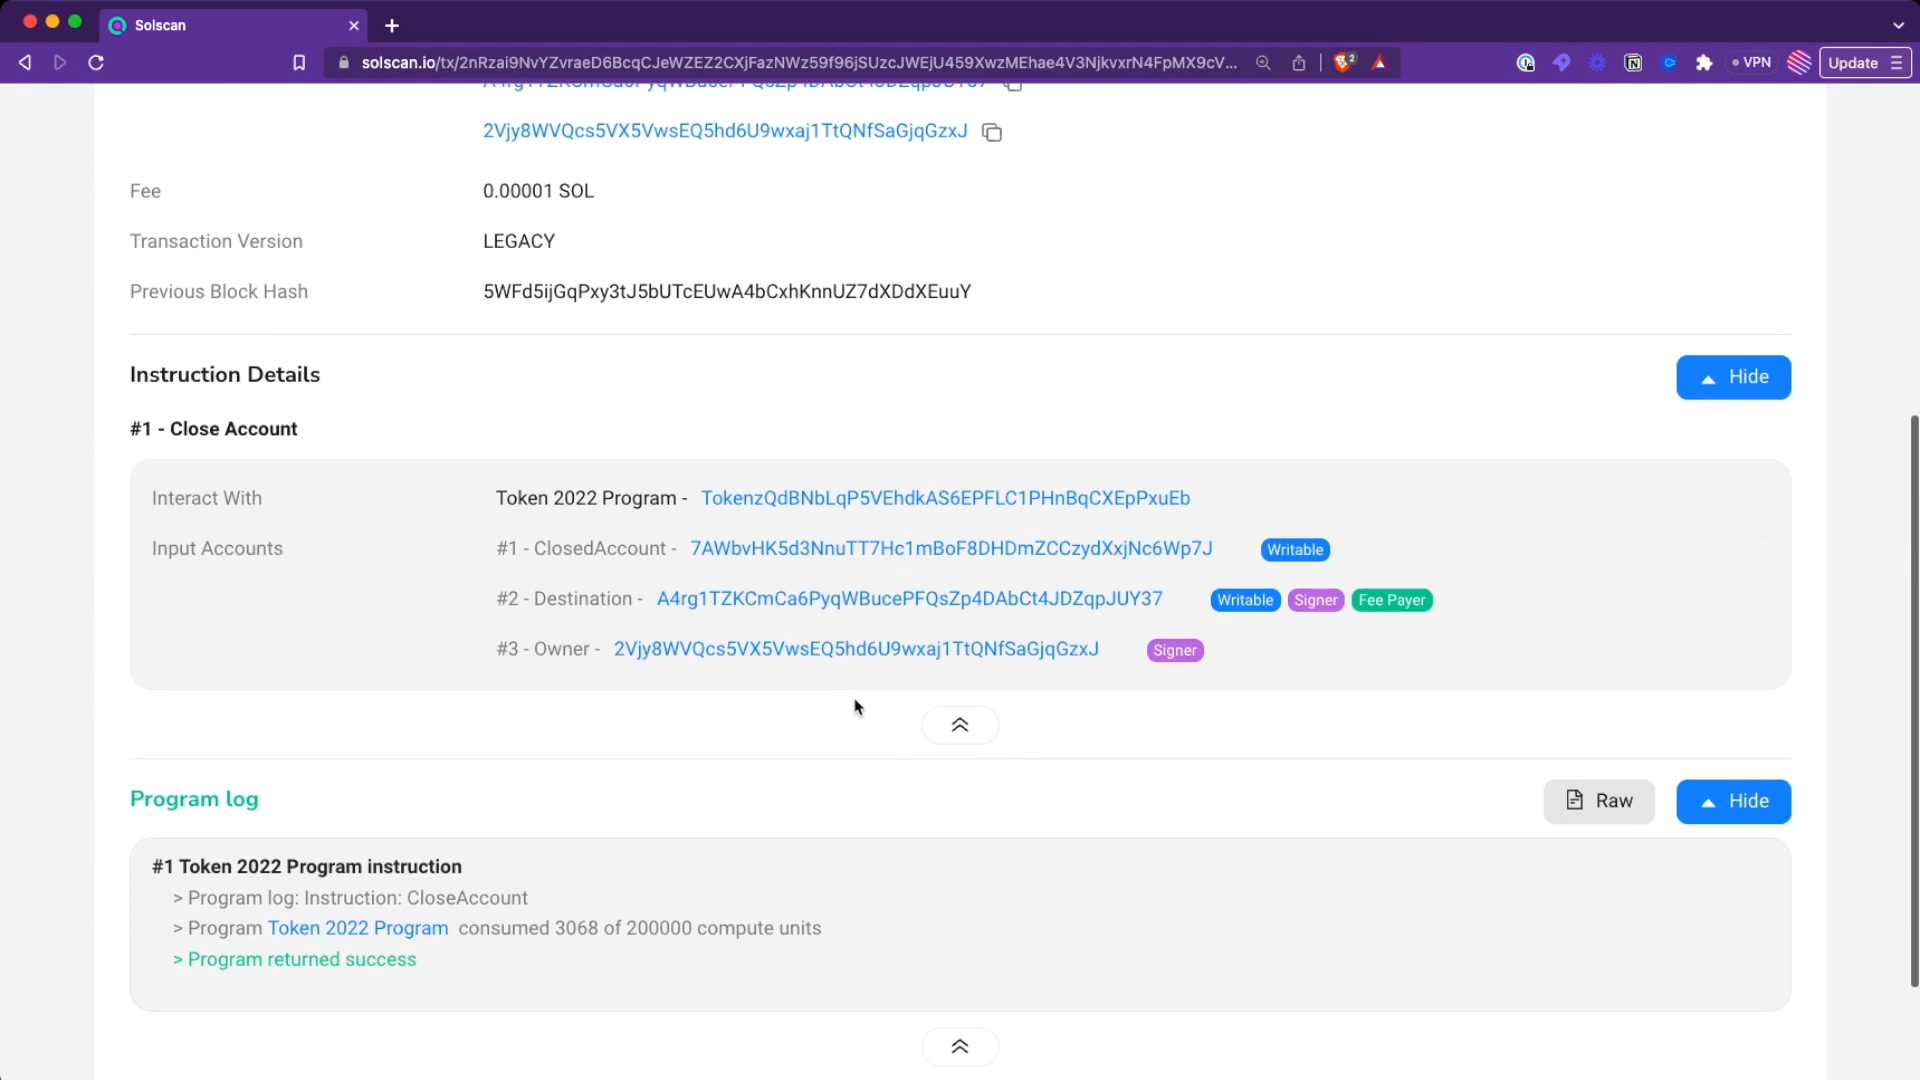 Solscan
solscan.io/tx/2nRzai9NvYZvraeD6BcqCJeWZEZ2CXjFazNWz59f96jSUzcJWEjU459XwzMEhae4V3NjkvxrN4FpMX9cV...
2
VPN
Update
2Vjy8WVQcs5VX5VwsEQ5hd6U9wxaj1TtQNfSaGjqGzxJ
Fee 0.00001 SOL
Transaction Version LEGACY
Previous Block Hash 5WFd5ijGqPxy3tJ5bUTcEUwA4bCxhKnnUZ7dXDdXEuuY
Instruction Details
Hide
#1 - Close Account
Interact With Token 2022 Program - TokenzQdBNbLqP5VEhdkAS6EPFLC1PHnBqCXEpPxuEb
Input Accounts #1 - ClosedAccount - 7AWbvHK5d3NnuTT7Hc1mBoF8DHDmZCCzydXxjNc6Wp7J Writable
#2 - Destination - A4rg1TZKCmCa6PyqWBucePFQsZp4DAbCt4JDZqpJUY37 Writable Signer Fee Payer
#3 - Owner - 2Vjy8WVQcs5VX5VwsEQ5hd6U9wxaj1TtQNfSaGjqGzxJ Signer
Program log
Raw
Hide
#1 Token 2022 Program instruction
> Program log: Instruction: CloseAccount
> Program Token 2022 Program consumed 3068 of 200000 compute units
> Program returned success